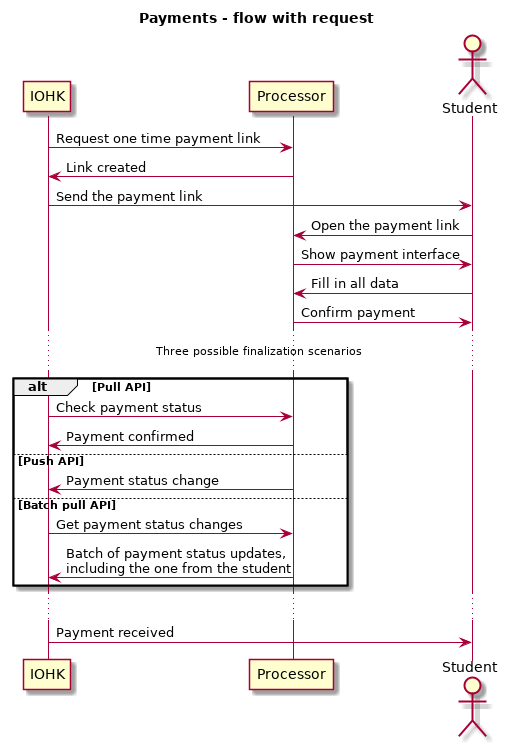 Payments - flow with request
Student
IOHK
Processor
Request one time payment link
Link created
Send the payment link
Open the payment link
Show payment interface
Fill in all data
Confirm payment
Three possible finalization scenarios
alt [Pull API]
Check payment status
Payment confirmed
[Push API]
Payment status change
[Batch pull API]
Get payment status changes
Batch of payment status updates,
including the one from the student
Payment received
IOHK
Processor
Student